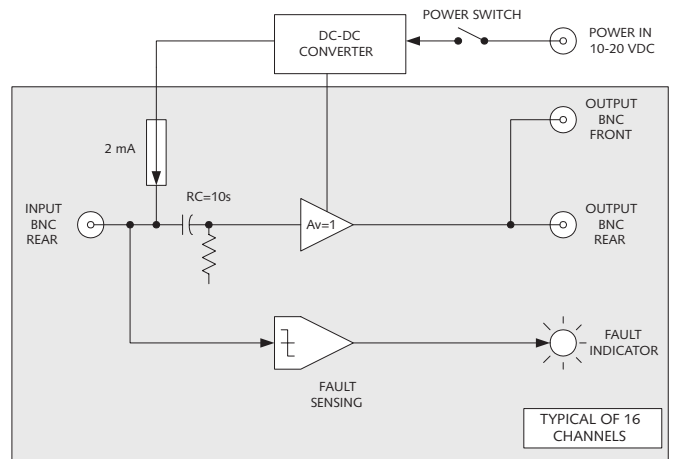 POWER SWITCH
DC-DC
CONVERTER
POWER IN
10-20 VDC
OUTPUT
BNC
FRONT
2 mA
RC=10s
INPUT
BNC
REAR
Av=1
OUTPUT
BNC
REAR
FAULT
INDICATOR
FAULT
SENSING
TYPICAL OF 16
CHANNELS